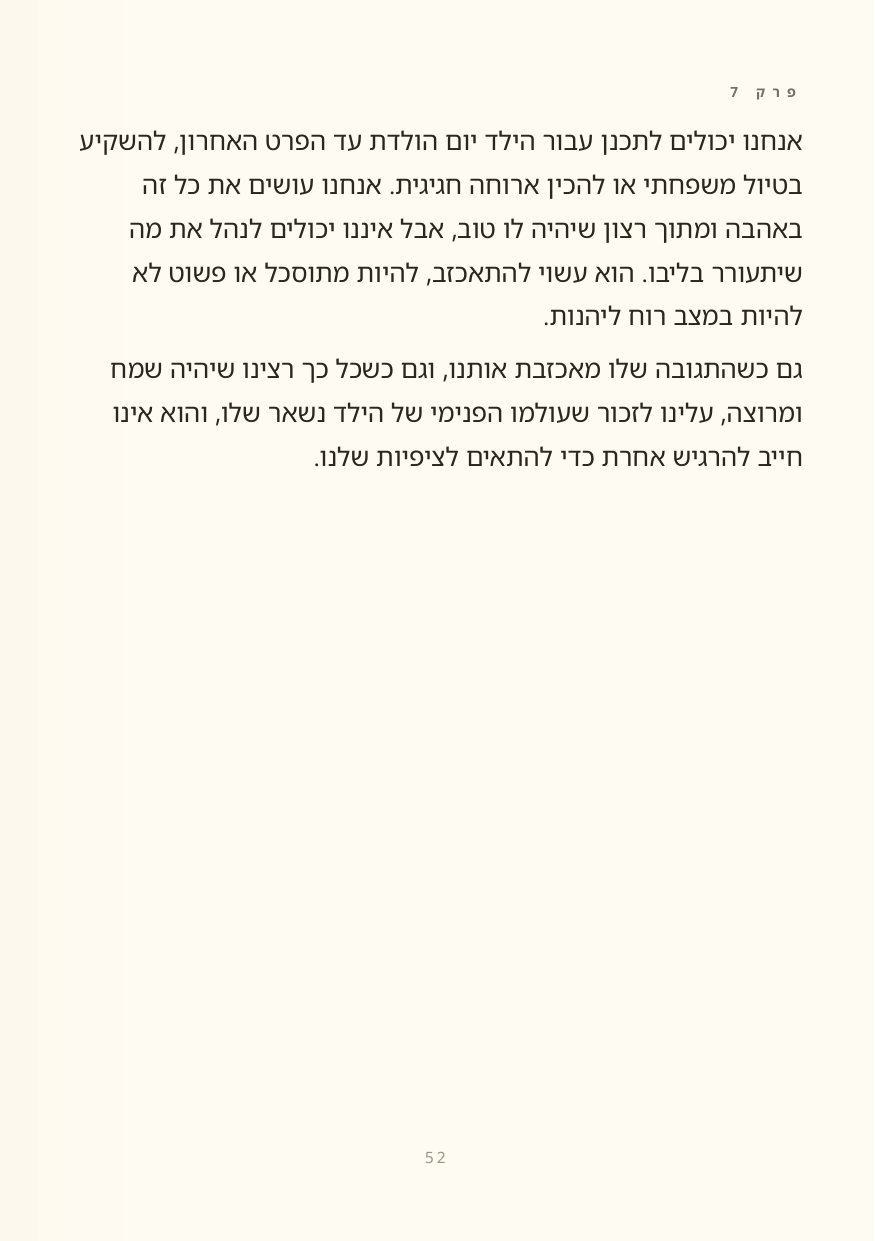 פרק 7
אנחנו יכולים לתכנן עבור הילד יום הולדת עד הפרט האחרון, להשקיע
בטיול משפחתי או להכין ארוחה חגיגית. אנחנו עושים את כל זה
באהבה ומתוך רצון שיהיה לו טוב, אבל איננו יכולים לנהל את מה
שיתעורר בליבו. הוא עשוי להתאכזב, להיות מתוסכל או פשוט לא
להיות במצב רוח ליהנות.
גם כשהתגובה שלו מאכזבת אותנו, וגם כשכל כך רצינו שיהיה שמח
ומרוצה, עלינו לזכור שעולמו הפנימי של הילד נשאר שלו, והוא אינו
חייב להרגיש אחרת כדי להתאים לציפיות שלנו.
52